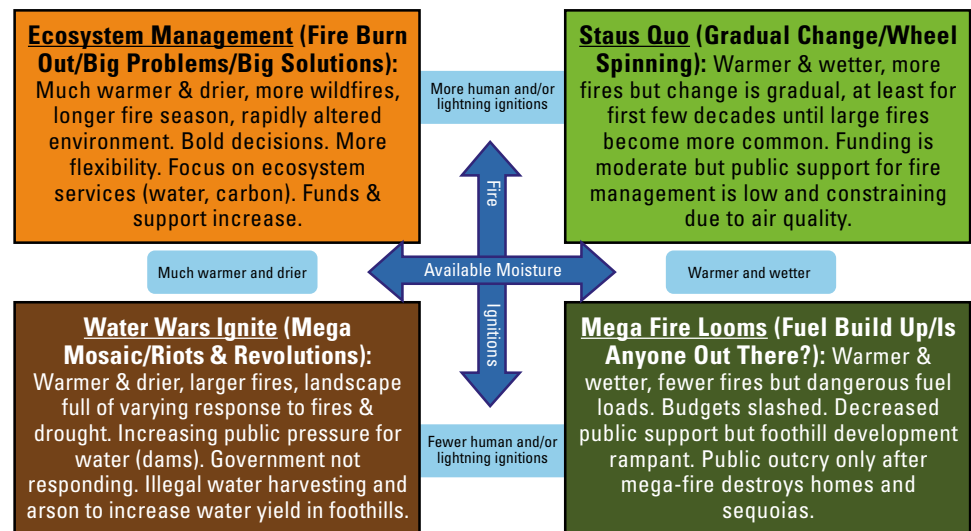 Ecosystem Management (Fire Burn
Out/Big Problems/Big Solutions):
Much warmer & drier, more wildfires,
longer fire season, rapidly altered
environment. Bold decisions. More
flexibility. Focus on ecosystem
services (water, carbon). Funds &
support increase.
More human and/or
lightning ignitions
Staus Quo (Gradual Change/Wheel
Spinning): Warmer & wetter, more
fires but change is gradual, at least for
first few decades until large fires
become more common. Funding is
moderate but public support for fire
management is low and constraining
due to air quality.
Fire
Much warmer and drier
Available Moisture
Warmer and wetter
Ignitions
Water Wars Ignite (Mega
Mosaic/Riots & Revolutions):
Warmer & drier, larger fires, landscape
full of varying response to fires &
drought. Increasing public pressure for
water (dams). Government not
responding. Illegal water harvesting and
arson to increase water yield in foothills.
Fewer human and/or
lightning ignitions
Mega Fire Looms (Fuel Build Up/Is
Anyone Out There?): Warmer &
wetter, fewer fires but dangerous fuel
loads. Budgets slashed. Decreased
public support but foothill development
rampant. Public outcry only after
mega-fire destroys homes and
sequoias.